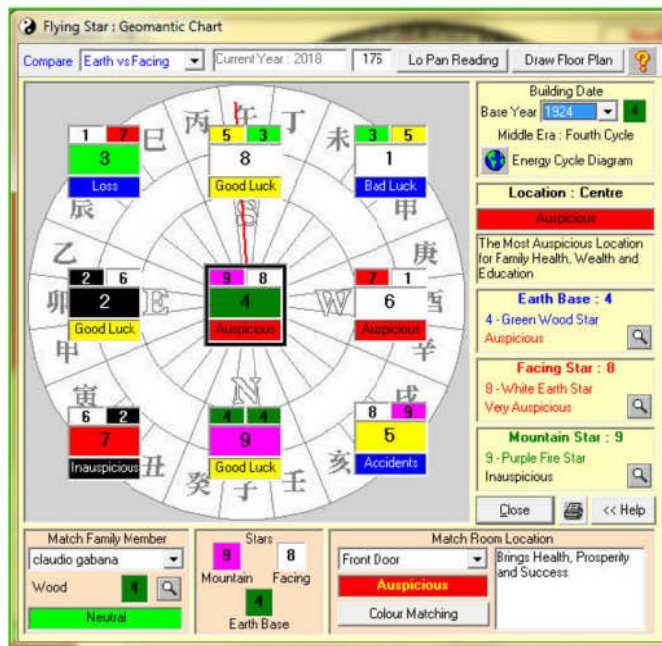 Flying Star : Geomantic Chart
Compare Earth vs Facing Current Year : 2018 176 Lo Pan Reading Draw Floor Plan ?
Building Date
Base Year 1924 4
Middle Era : Fourth Cycle
Energy Cycle Diagram
Location : Centre
Auspicious
The Most Auspicious Location
for Family Health, Wealth and
Education
Earth Base : 4
4 - Green Wood Star
Auspicious
Facing Star : 8
8 - White Earth Star
Very Auspicious
Mountain Star : 9
9 - Purple Fire Star
Inauspicious
Close << Help
丙 午 丁
巳 未
1 7 5 3 3 5
3 8 1
Loss Good Luck Bad Luck
辰 S 申
乙 庚
2 6 9 8 7 1
卯 2 E 4 W 6 酉
Good Luck Auspicious Auspicious
甲 羊
寅 N 戌
6 2 4 4 8 9
7 9 5
Inauspicious Good Luck Accidents
丑 亥
癸 子 壬
Match Family Member
claudio gabana
Wood 4
Neutral
Stars
9 8
Mountain Facing
4
Earth Base
Match Room Location
Front Door
Auspicious
Colour Matching
Brings Health, Prosperity
and Success